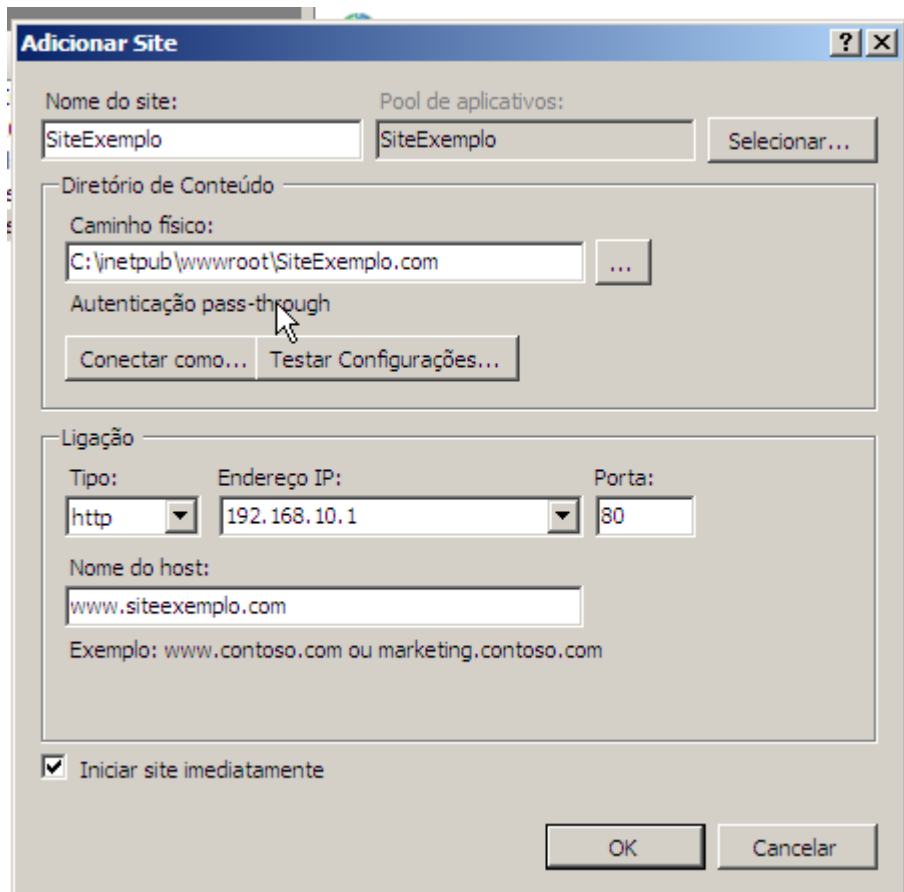 Adicionar Site
Nome do site: Pool de aplicativos:
SiteExemplo SiteExemplo Selecionar...
Diretório de Conteúdo
Caminho físico:
C:\inetpub\wwwroot\SiteExemplo.com ...
Autenticação pass-through
Conectar como... Testar Configurações...
Ligação
Tipo: Endereço IP: Porta:
http 192.168.10.1 80
Nome do host:
www.siteexemplo.com
Exemplo: www.contoso.com ou marketing.contoso.com
Iniciar site imediatamente
OK Cancelar